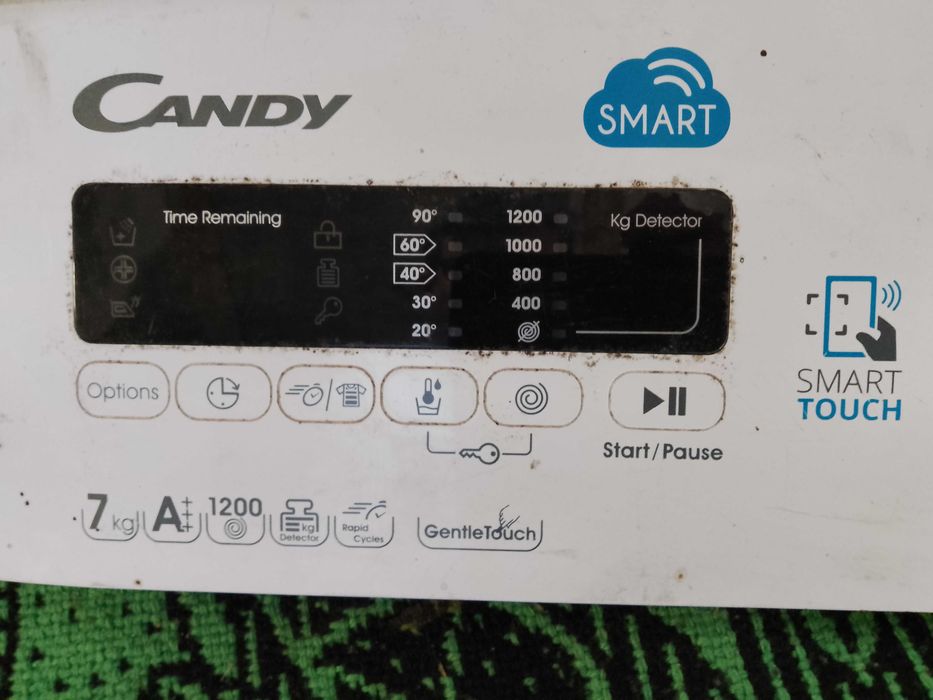 CANDY
SMART
Time Remaining
90°
1200
Kg Detector
60°
1000
40°
800
30°
400
20°
Options
SMART
TOUCH
Start/Pause
7 kg
A+++
1200
kg
Detector
Rapid
Cycles
GentleTouch